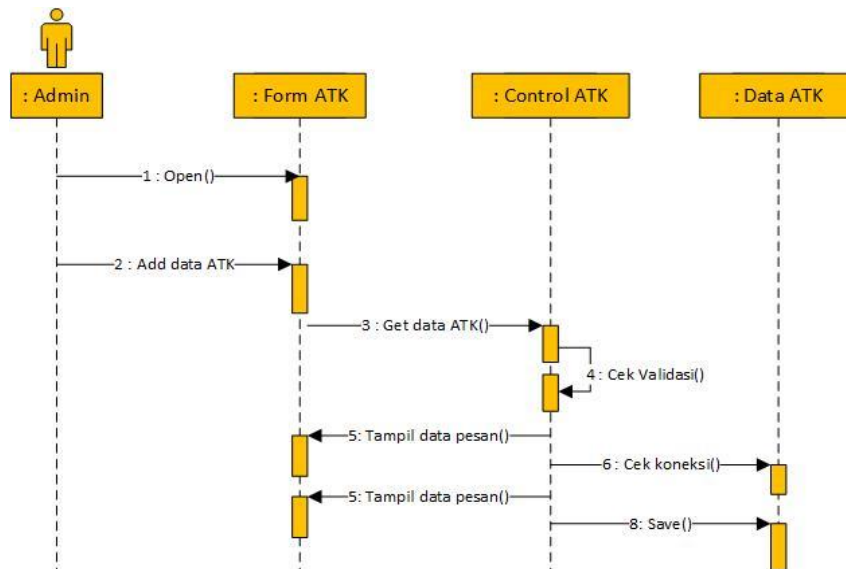 : Admin
: Form ATK
: Control ATK
: Data ATK
1 : Open()
2 : Add data ATK
3 : Get data ATK()
4 : Cek Validasi()
5: Tampil data pesan()
6 : Cek koneksi()
5: Tampil data pesan()
8: Save()